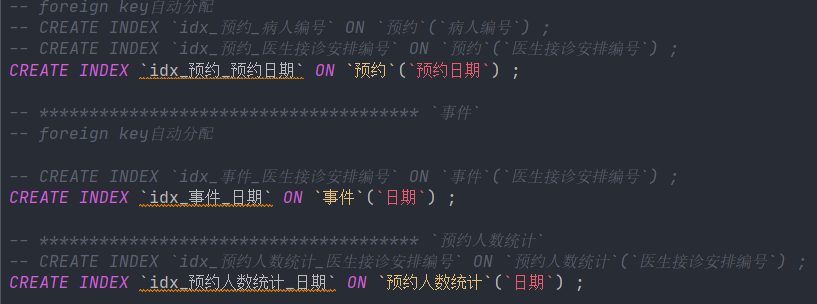 -- foreign key自动分配
-- CREATE INDEX `idx_预约_病人编号` ON `预约`(`病人编号`) ;
-- CREATE INDEX `idx_预约_医生接诊安排编号` ON `预约`(`医生接诊安排编号`) ;
CREATE INDEX `idx_预约_预约日期` ON `预约`(`预约日期`) ;
-- ************************************** `事件`
-- foreign key自动分配
-- CREATE INDEX `idx_事件_医生接诊安排编号` ON `事件`(`医生接诊安排编号`) ;
CREATE INDEX `idx_事件_日期` ON `事件`(`日期`) ;
-- ************************************** `预约人数统计`
-- CREATE INDEX `idx_预约人数统计_医生接诊安排编号` ON `预约人数统计`(`医生接诊安排编号`) ;
CREATE INDEX `idx_预约人数统计_日期` ON `预约人数统计`(`日期`) ;